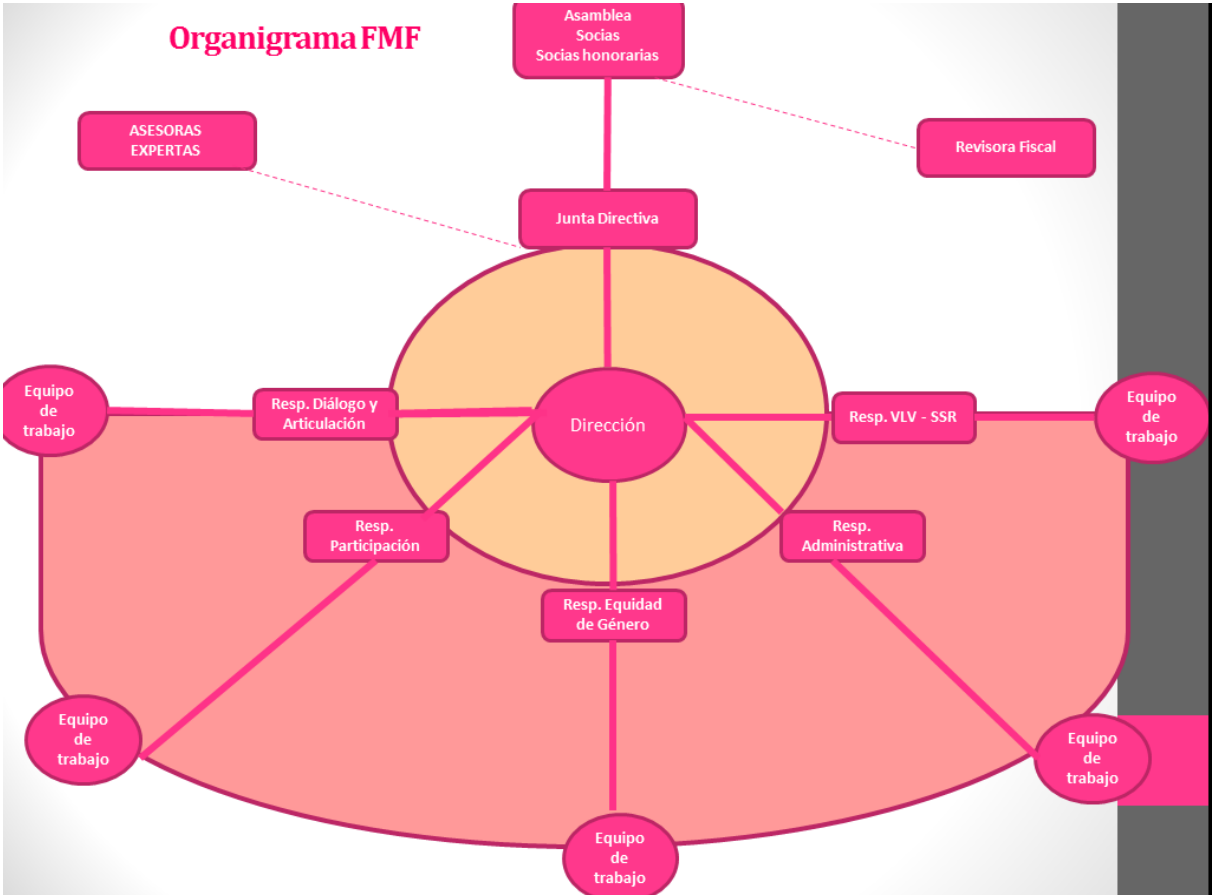 Organigrama FMF
Asamblea
Socias
Socias honorarias
ASESORAS
EXPERTAS
Revisora Fiscal
Junta Directiva
Equipo
de
trabajo
Resp. Diálogo y
Articulación
Dirección
Resp. VLV - SSR
Equipo
de
trabajo
Resp.
Participación
Resp.
Administrativa
Resp. Equidad
de Género
Equipo
de
trabajo
Equipo
de
trabajo
Equipo
de
trabajo